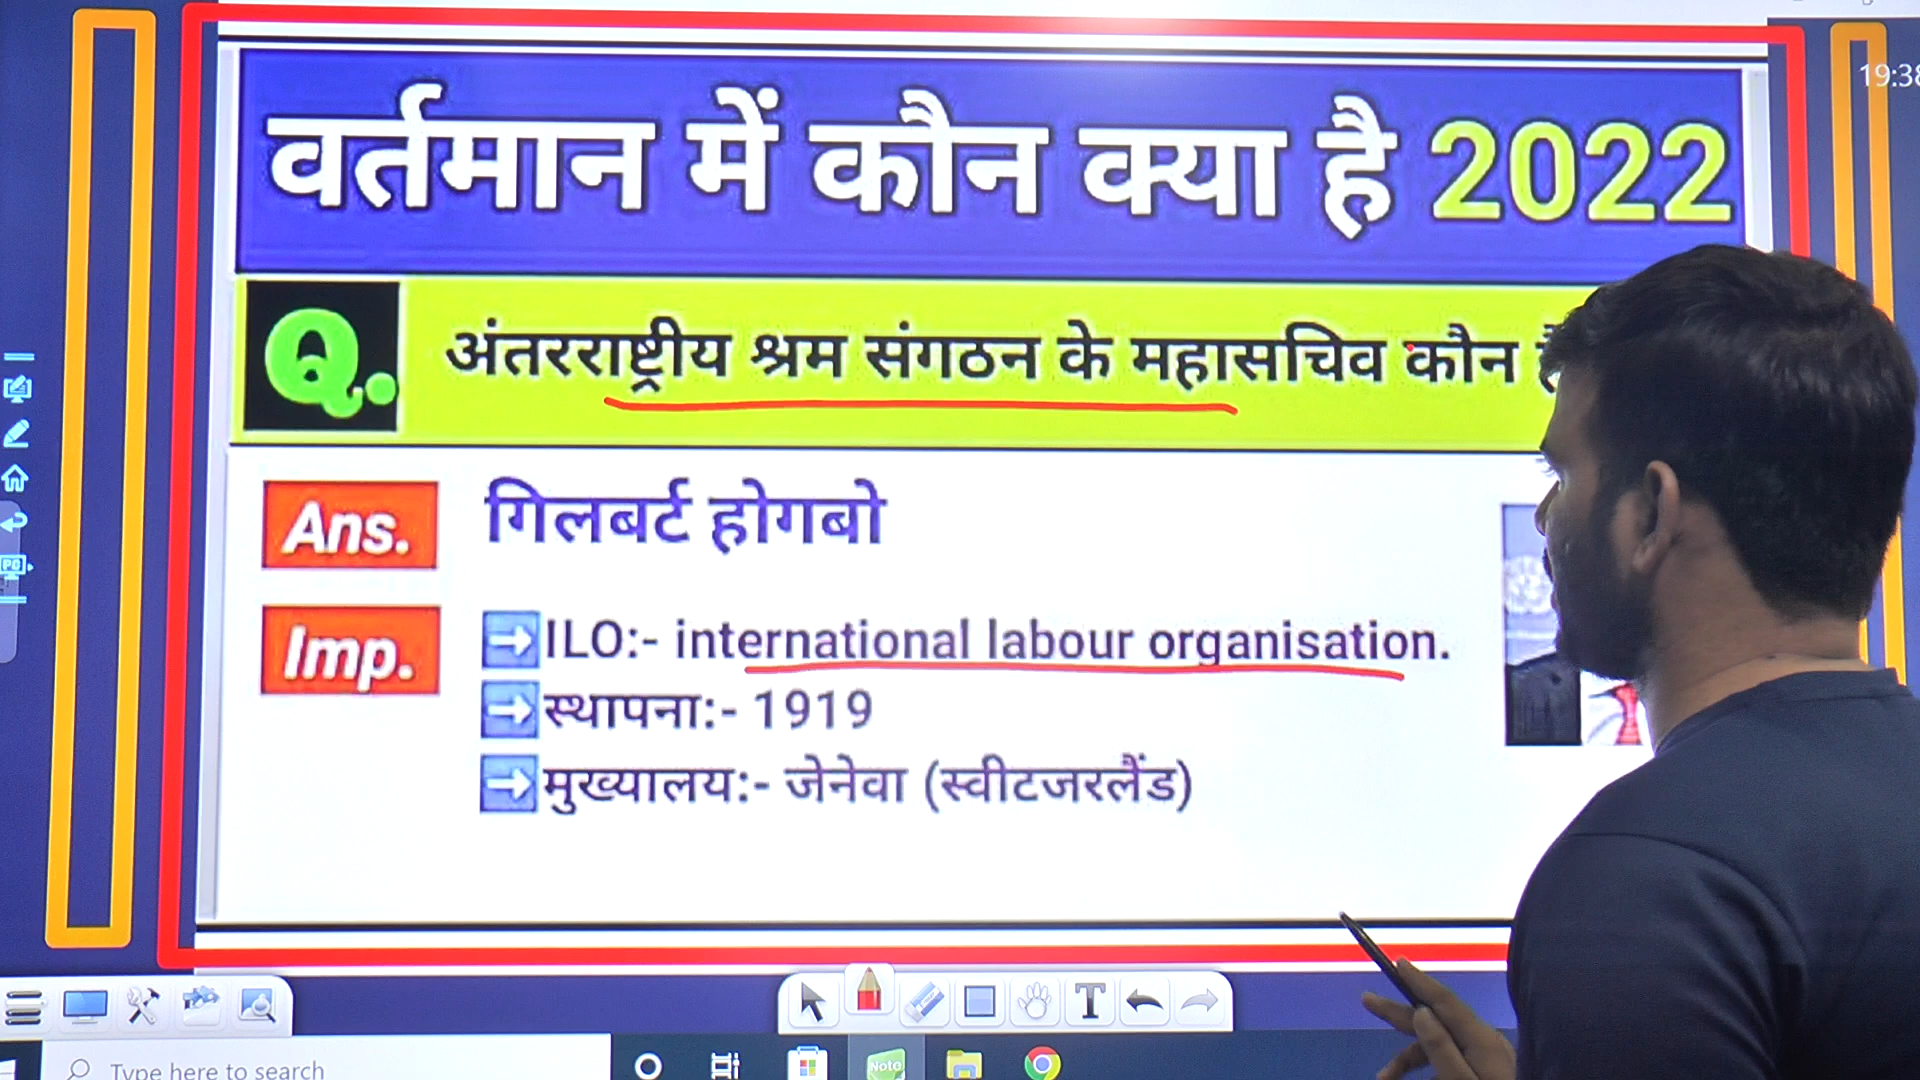 19:38
वर्तमान में कौन क्या है 2022
Q. अंतरराष्ट्रीय श्रम संगठन के महासचिव कौन
Ans. गिलबर्ट होगबो
Imp. ILO:- international labour organisation.
स्थापना:- 1919
मुख्यालय:- जेनेवा (स्वीटजरलैंड)
T
Type here to search
Note